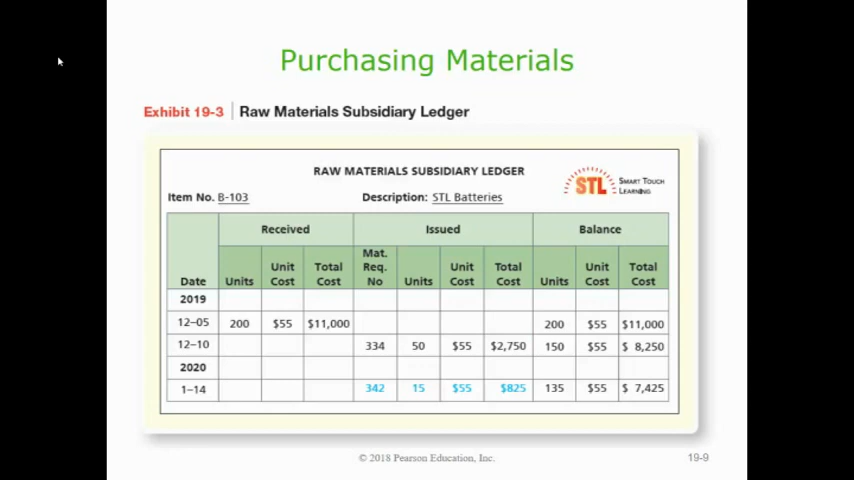 Purchasing Materials
Exhibit 19-3 | Raw Materials Subsidiary Ledger
RAW MATERIALS SUBSIDIARY LEDGER
STL SMART TOUCH LEARNING
Item No. B-103 Description: STL Batteries
Received Issued Balance
Date Units Unit Cost Total Cost Mat. Req. No Units Unit Cost Total Cost Units Unit Cost Total Cost
2019
12–05 200 $55 $11,000 200 $55 $11,000
12–10 334 50 $55 $2,750 150 $55 $ 8,250
2020
1–14 342 15 $55 $825 135 $55 $ 7,425
© 2018 Pearson Education, Inc. 19-9